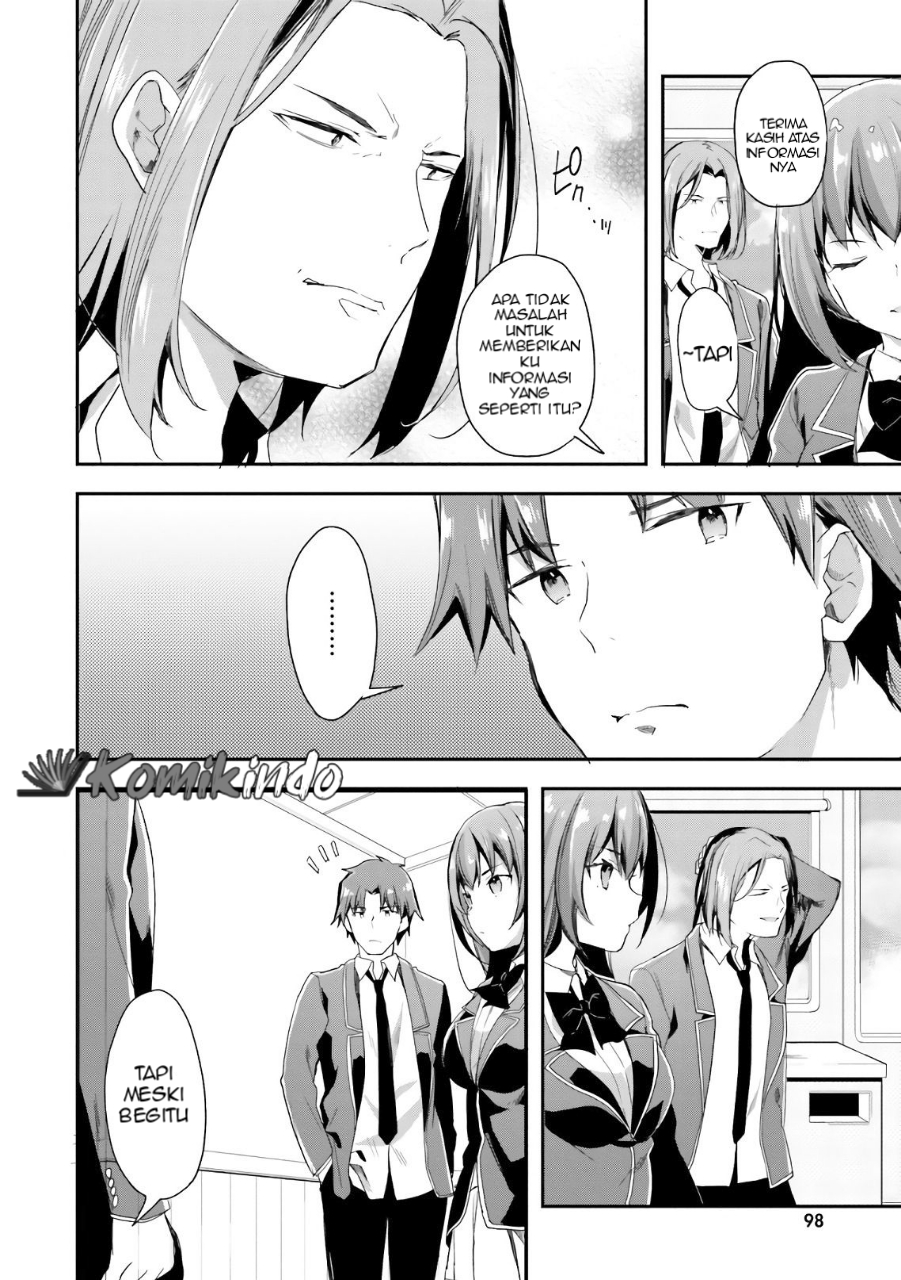 TERIMA
KASIH ATAS
INFORMASI
NYA
~TAPI
APA TIDAK
MASALAH
UNTUK
MEMBERIKAN
KU
INFORMASI
YANG
SEPERTI ITU?
.........
TAPI
MESKI
BEGITU
Komikindo
98